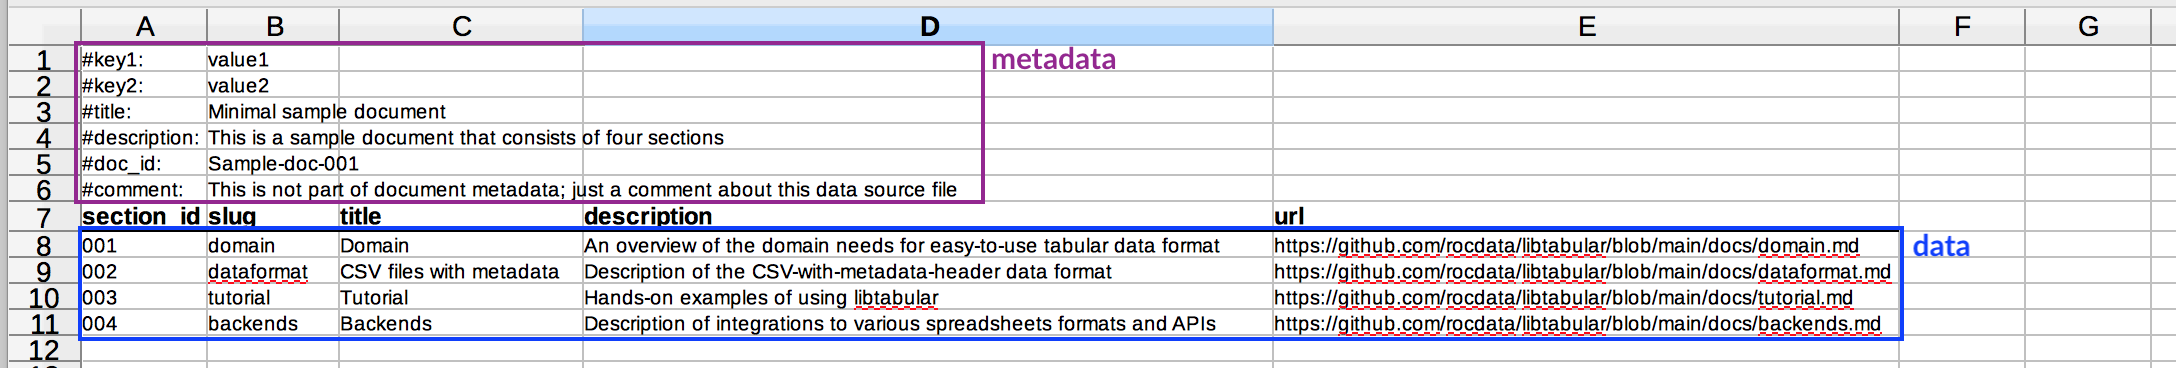 A B C D E F G
1 #key1: value1 metadata
2 #key2: value2
3 #title: Minimal sample document
4 #description: This is a sample document that consists of four sections
5 #doc_id: Sample-doc-001
6 #comment: This is not part of document metadata; just a comment about this data source file
7 section_id slug title description url
8 001 domain Domain An overview of the domain needs for easy-to-use tabular data format https://github.com/rocdata/libtabular/blob/main/docs/domain.md data
9 002 dataformat CSV files with metadata Description of the CSV-with-metadata-header data format https://github.com/rocdata/libtabular/blob/main/docs/dataformat.md
10 003 tutorial Tutorial Hands-on examples of using libtabular https://github.com/rocdata/libtabular/blob/main/docs/tutorial.md
11 004 backends Backends Description of integrations to various spreadsheets formats and APIs https://github.com/rocdata/libtabular/blob/main/docs/backends.md
12